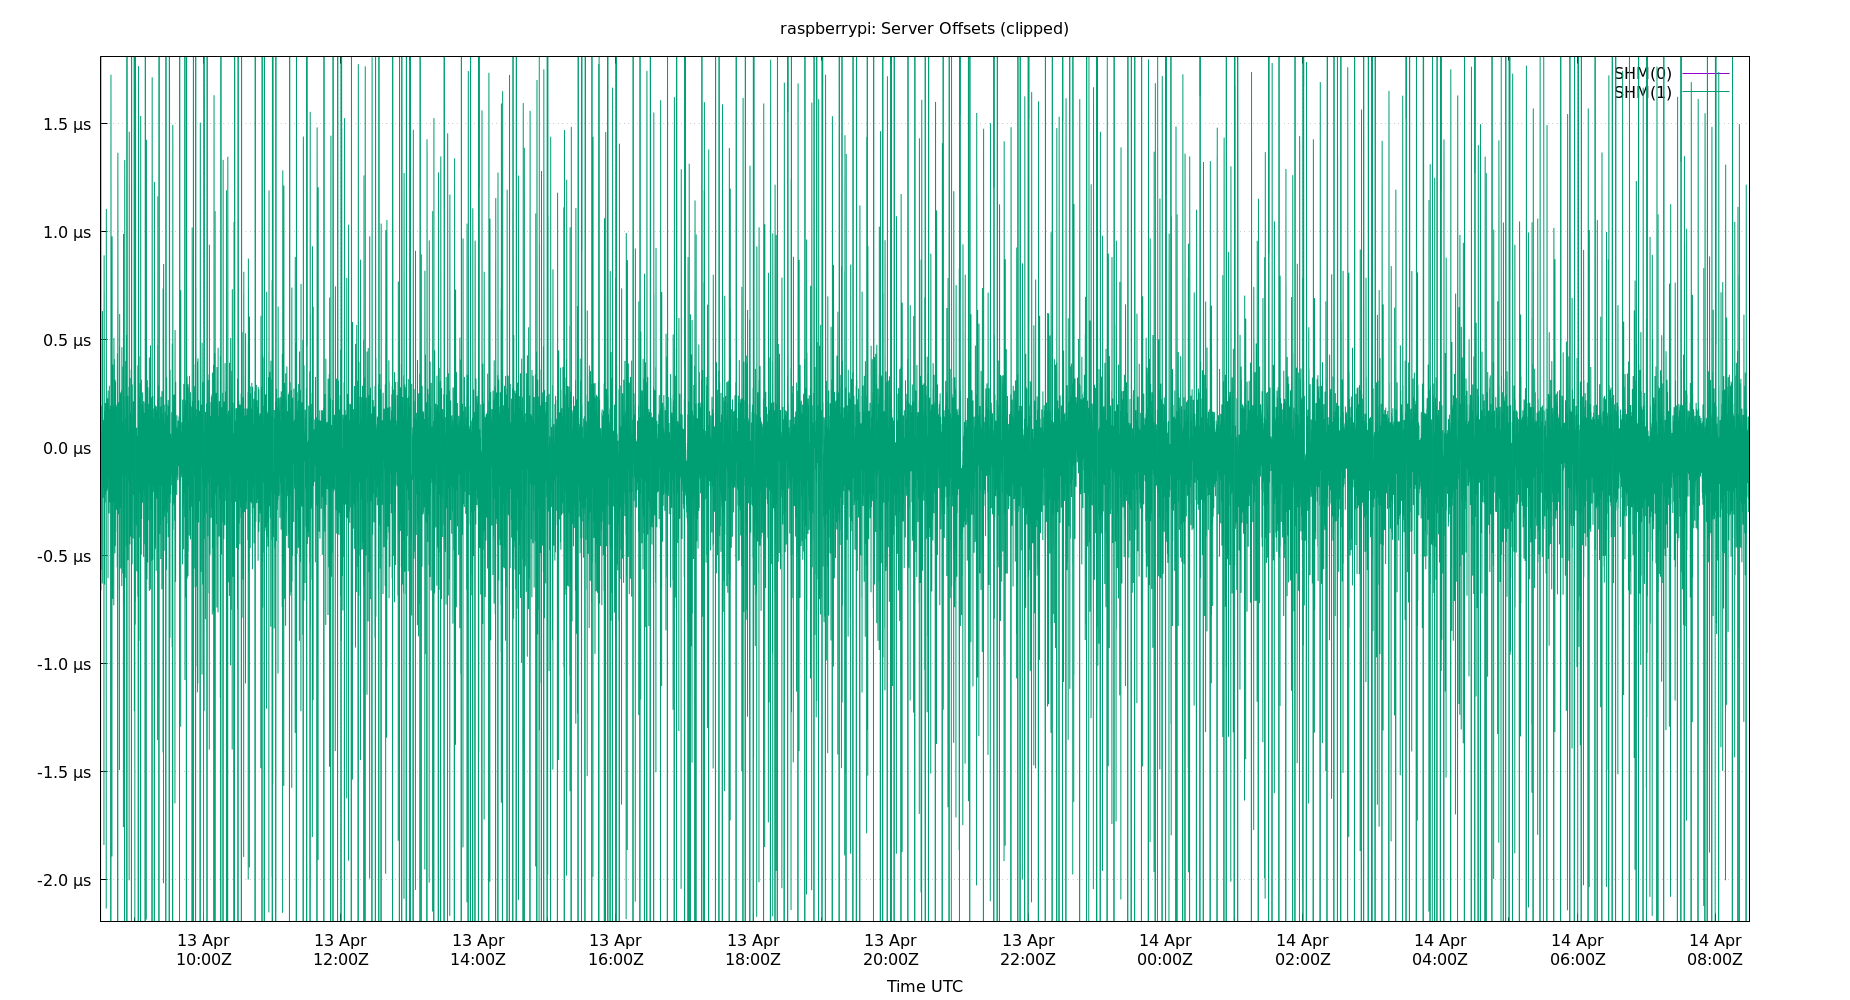 raspberrypi: Server Offsets (clipped)
SHM(0)
SHM(1)
1.5 μs
1.0 μs
0.5 μs
0.0 μs
-0.5 μs
-1.0 μs
-1.5 μs
-2.0 μs
13 Apr 13 Apr 13 Apr 13 Apr 13 Apr 13 Apr 13 Apr 14 Apr 14 Apr 14 Apr 14 Apr 14 Apr
10:00Z 12:00Z 14:00Z 16:00Z 18:00Z 20:00Z 22:00Z 00:00Z 02:00Z 04:00Z 06:00Z 08:00Z
Time UTC